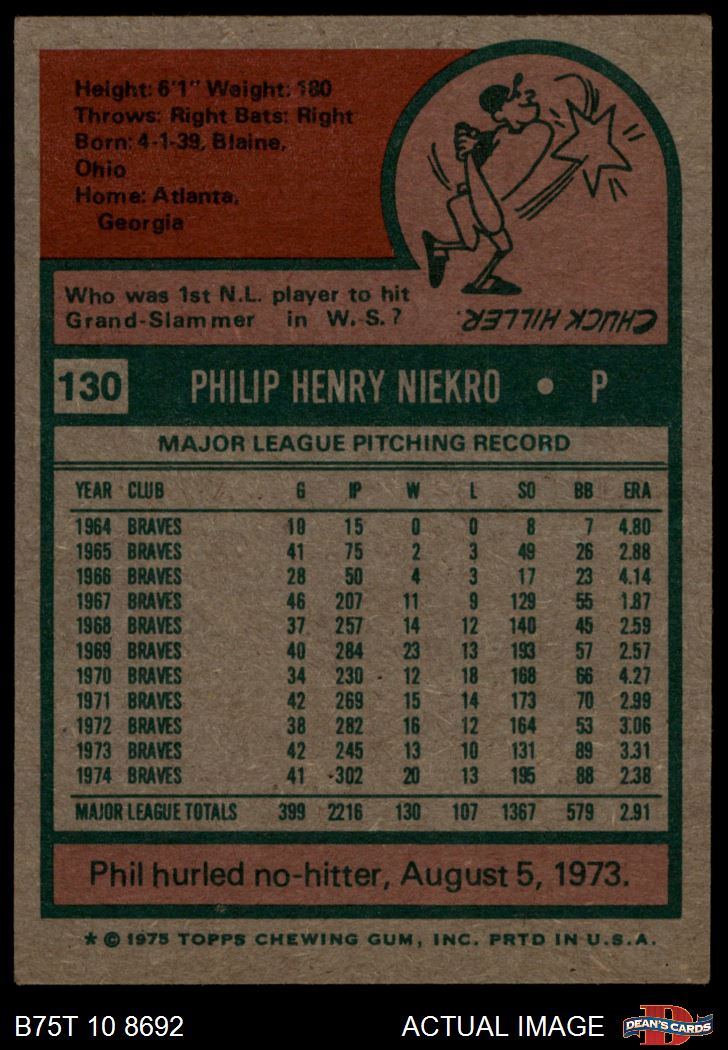 Height: 6'1" Weight: 180
Throws: Right Bats: Right
Born: 4-1-39, Blaine,
Ohio
Home: Atlanta,
Georgia
Who was 1st N.L. player to hit
Grand-Slammer in W.S.?
CHUCK HILLER.
130 PHILIP HENRY NIEKRO • P
MAJOR LEAGUE PITCHING RECORD
YEAR CLUB G IP W L SO BB ERA
1964 BRAVES 10 15 0 0 8 7 4.80
1965 BRAVES 41 75 2 3 49 26 2.88
1966 BRAVES 28 50 4 3 17 23 4.14
1967 BRAVES 46 207 11 9 129 55 1.87
1968 BRAVES 37 257 14 12 140 45 2.59
1969 BRAVES 40 284 23 13 193 57 2.57
1970 BRAVES 34 230 12 18 168 66 4.27
1971 BRAVES 42 269 15 14 173 70 2.99
1972 BRAVES 38 282 16 12 164 53 3.06
1973 BRAVES 42 245 13 10 131 89 3.31
1974 BRAVES 41 302 20 13 195 88 2.38
MAJOR LEAGUE TOTALS 399 2216 130 107 1367 579 2.91
Phil hurled no-hitter, August 5, 1973.
* © 1975 TOPPS CHEWING GUM, INC. PRTD IN U.S.A.
B75T 10 8692 ACTUAL IMAGE
D
DEAN'S CARDS